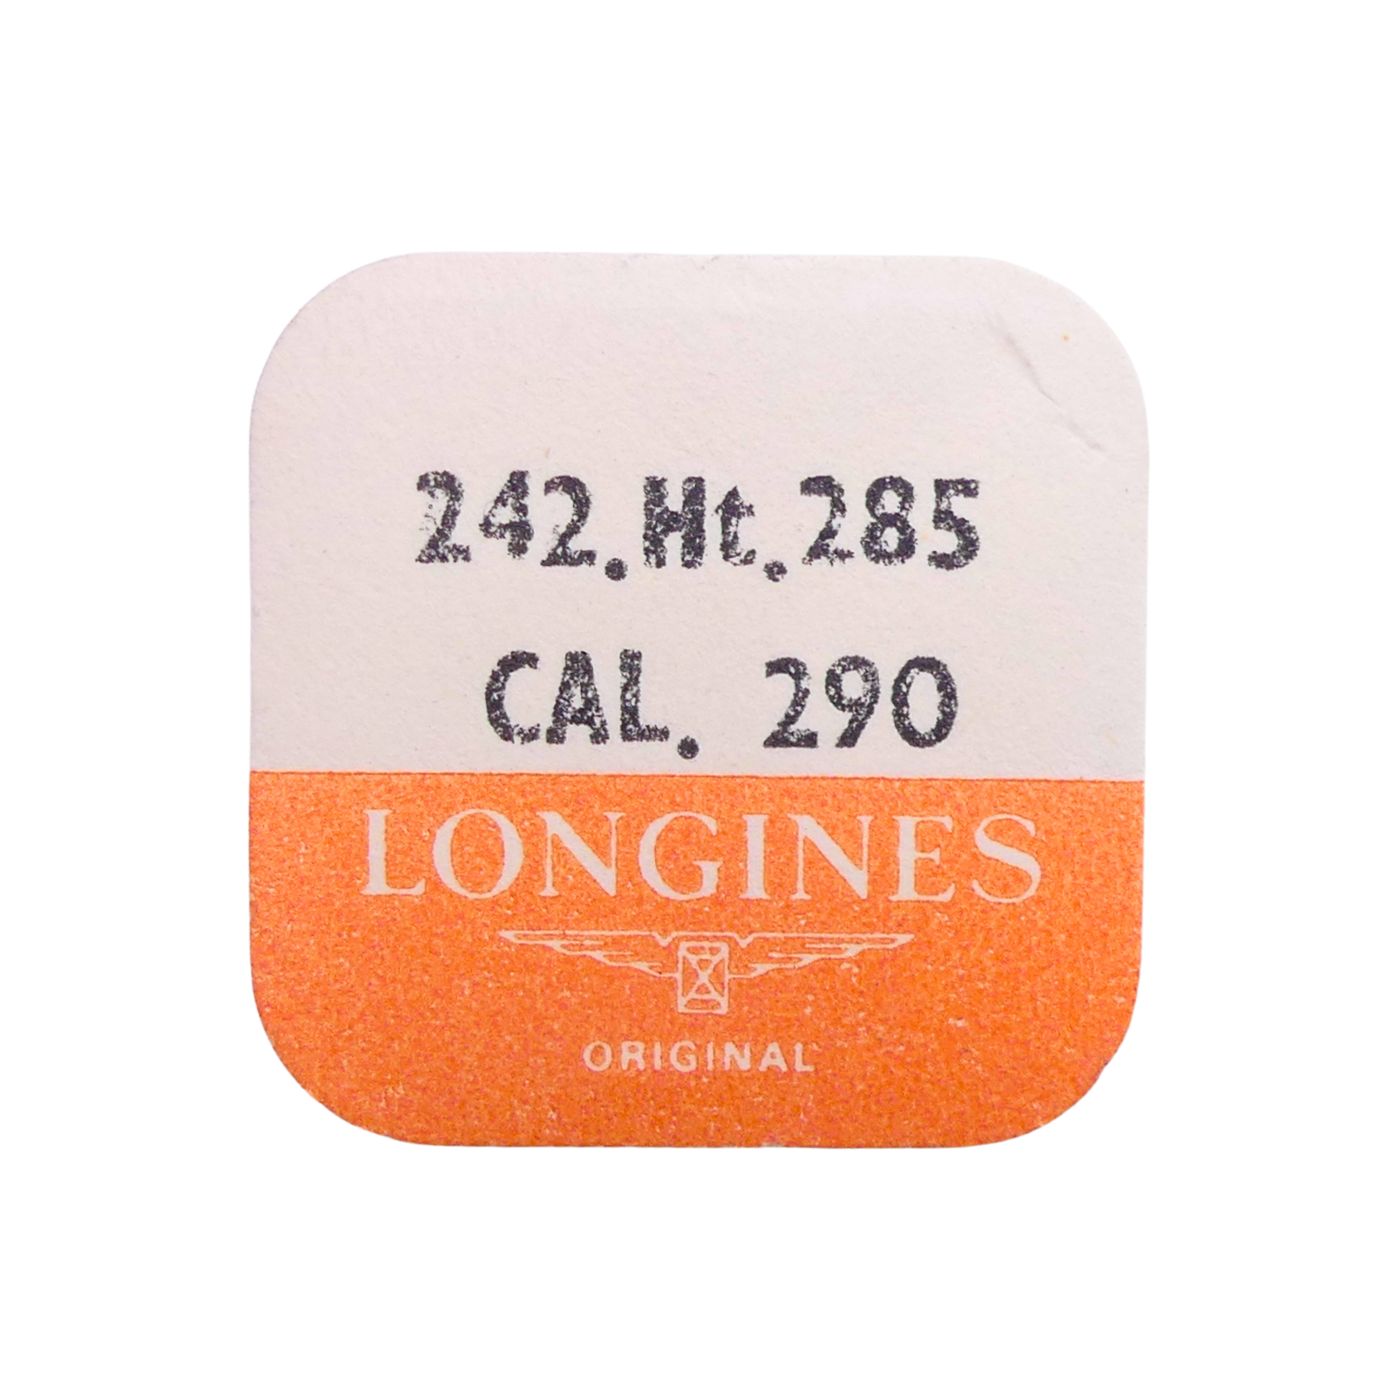 242.Ht.285
CAL. 290
LONGINES
ORIGINAL